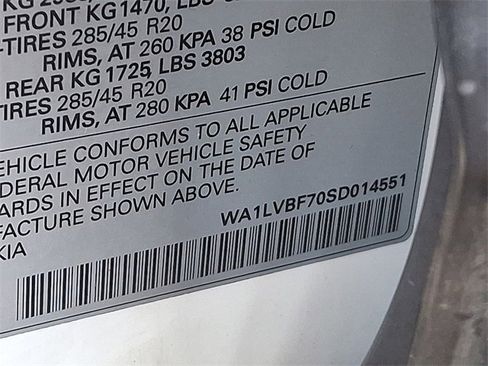 FRONT KG1470, LBS
-TIRES 285/45 R20
RIMS, AT 260 KPA 38 PSI COLD
REAR KG1725, LBS 3803
TIRES 285/45 R20
RIMS, AT 280 KPA 41 PSI COLD
VEHICLE CONFORMS TO ALL APPLICABLE
DERAL MOTOR VEHICLE SAFETY
ARDS IN EFFECT ON THE DATE OF
FACTURE SHOWN ABOVE.
WA1LVBF70SD014551
KIA